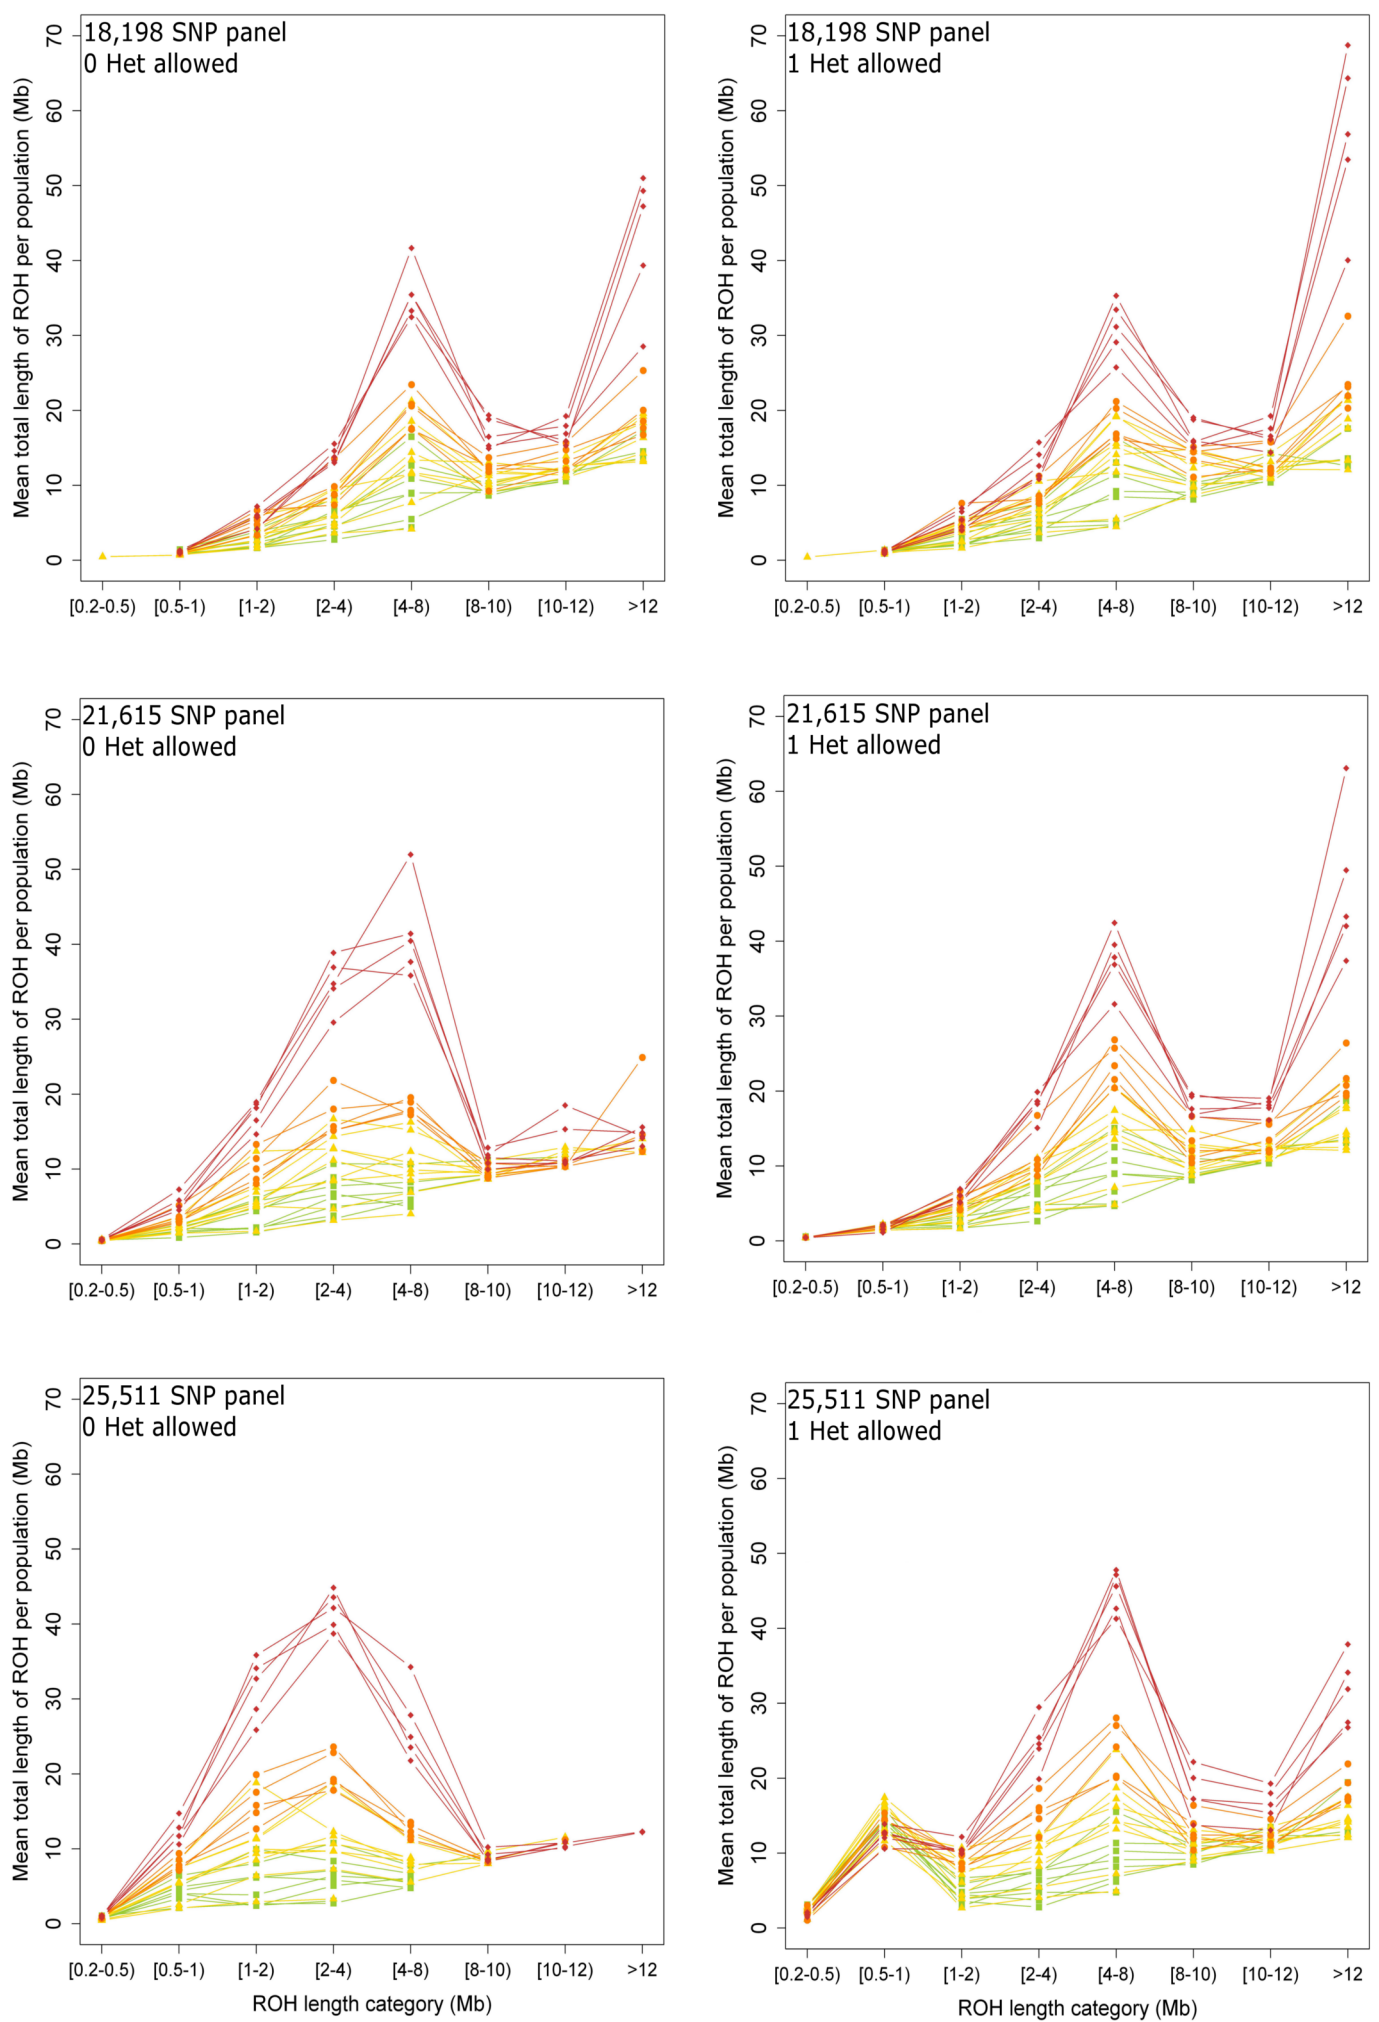 18,198 SNP panel
0 Het allowed
Mean total length of ROH per population (Mb)
70
60
50
40
30
20
10
0
[0.2-0.5) [0.5-1) [1-2) [2-4) [4-8) [8-10) [10-12) >12
18,198 SNP panel
1 Het allowed
Mean total length of ROH per population (Mb)
70
60
50
40
30
20
10
0
[0.2-0.5) [0.5-1) [1-2) [2-4) [4-8) [8-10) [10-12) >12
21,615 SNP panel
0 Het allowed
Mean total length of ROH per population (Mb)
70
60
50
40
30
20
10
0
[0.2-0.5) [0.5-1) [1-2) [2-4) [4-8) [8-10) [10-12) >12
21,615 SNP panel
1 Het allowed
Mean total length of ROH per population (Mb)
70
60
50
40
30
20
10
0
[0.2-0.5) [0.5-1) [1-2) [2-4) [4-8) [8-10) [10-12) >12
25,511 SNP panel
0 Het allowed
Mean total length of ROH per population (Mb)
70
60
50
40
30
20
10
0
[0.2-0.5) [0.5-1) [1-2) [2-4) [4-8) [8-10) [10-12) >12
ROH length category (Mb)
25,511 SNP panel
1 Het allowed
Mean total length of ROH per population (Mb)
70
60
50
40
30
20
10
0
[0.2-0.5) [0.5-1) [1-2) [2-4) [4-8) [8-10) [10-12) >12
ROH length category (Mb)